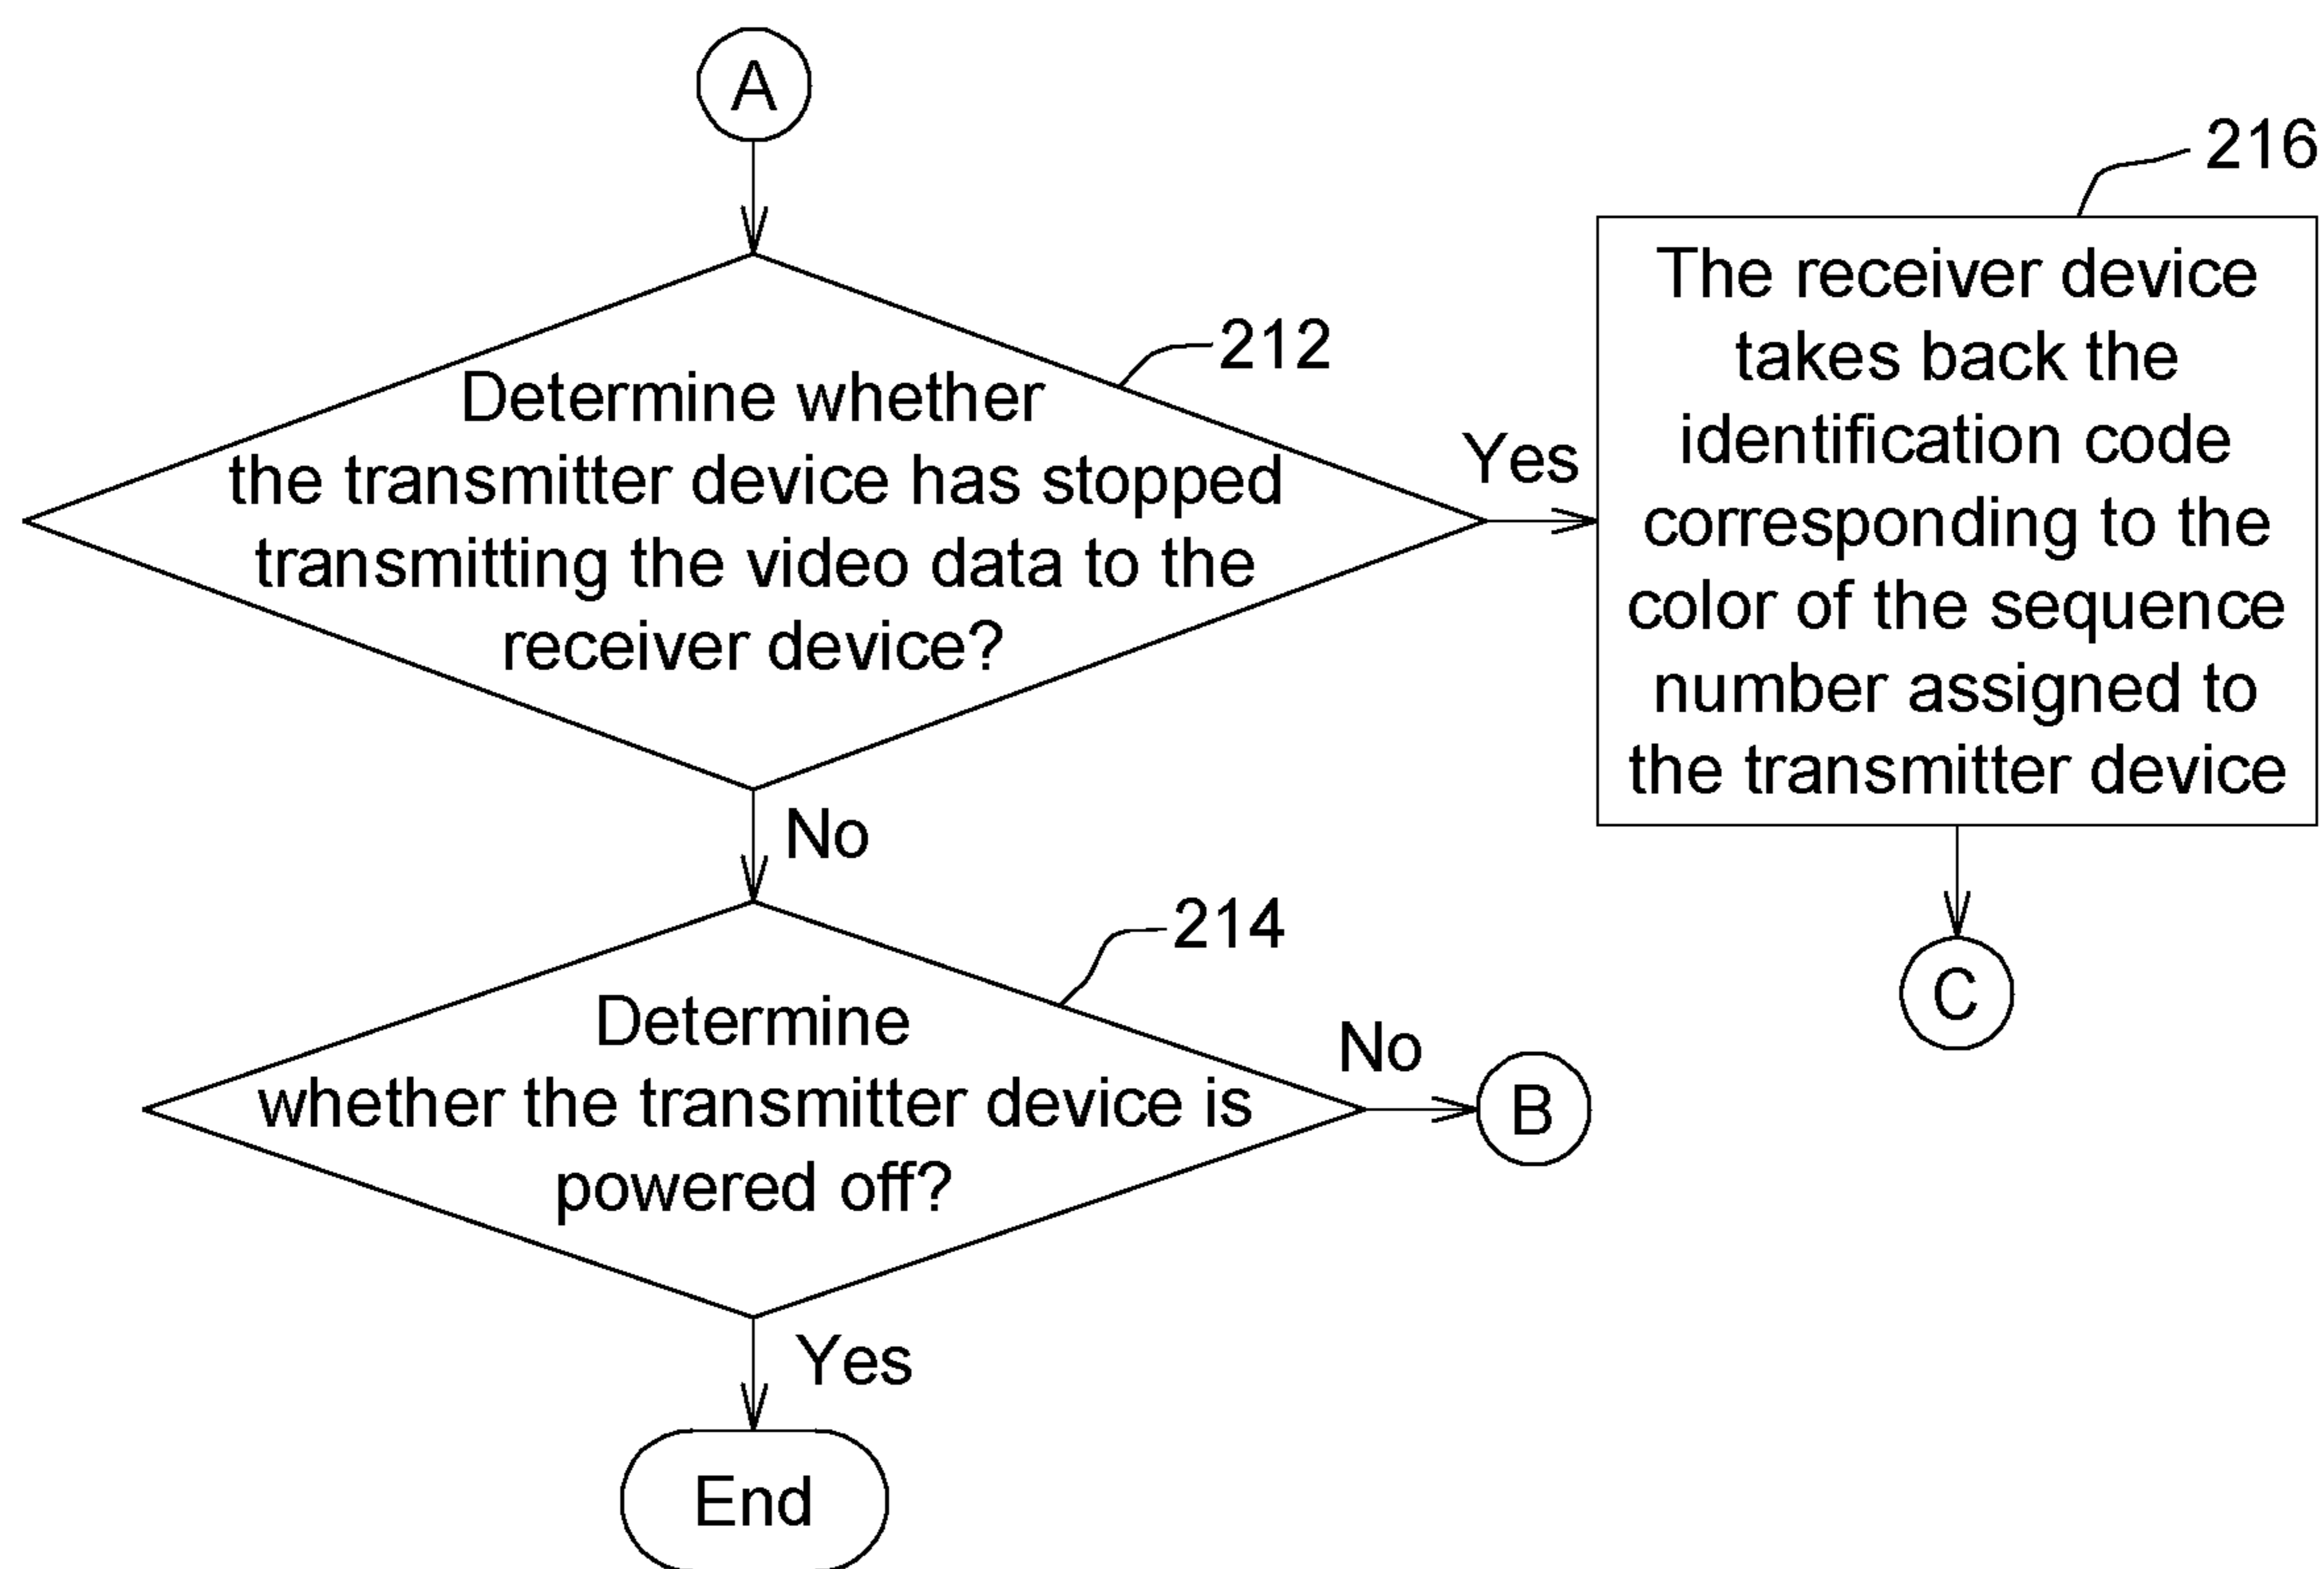 A
212
Determine whether
the transmitter device has stopped
transmitting the video data to the
receiver device?
Yes
216
The receiver device
takes back the
identification code
corresponding to the
color of the sequence
number assigned to
the transmitter device
C
No
214
Determine
whether the transmitter device is
powered off?
No
B
Yes
End